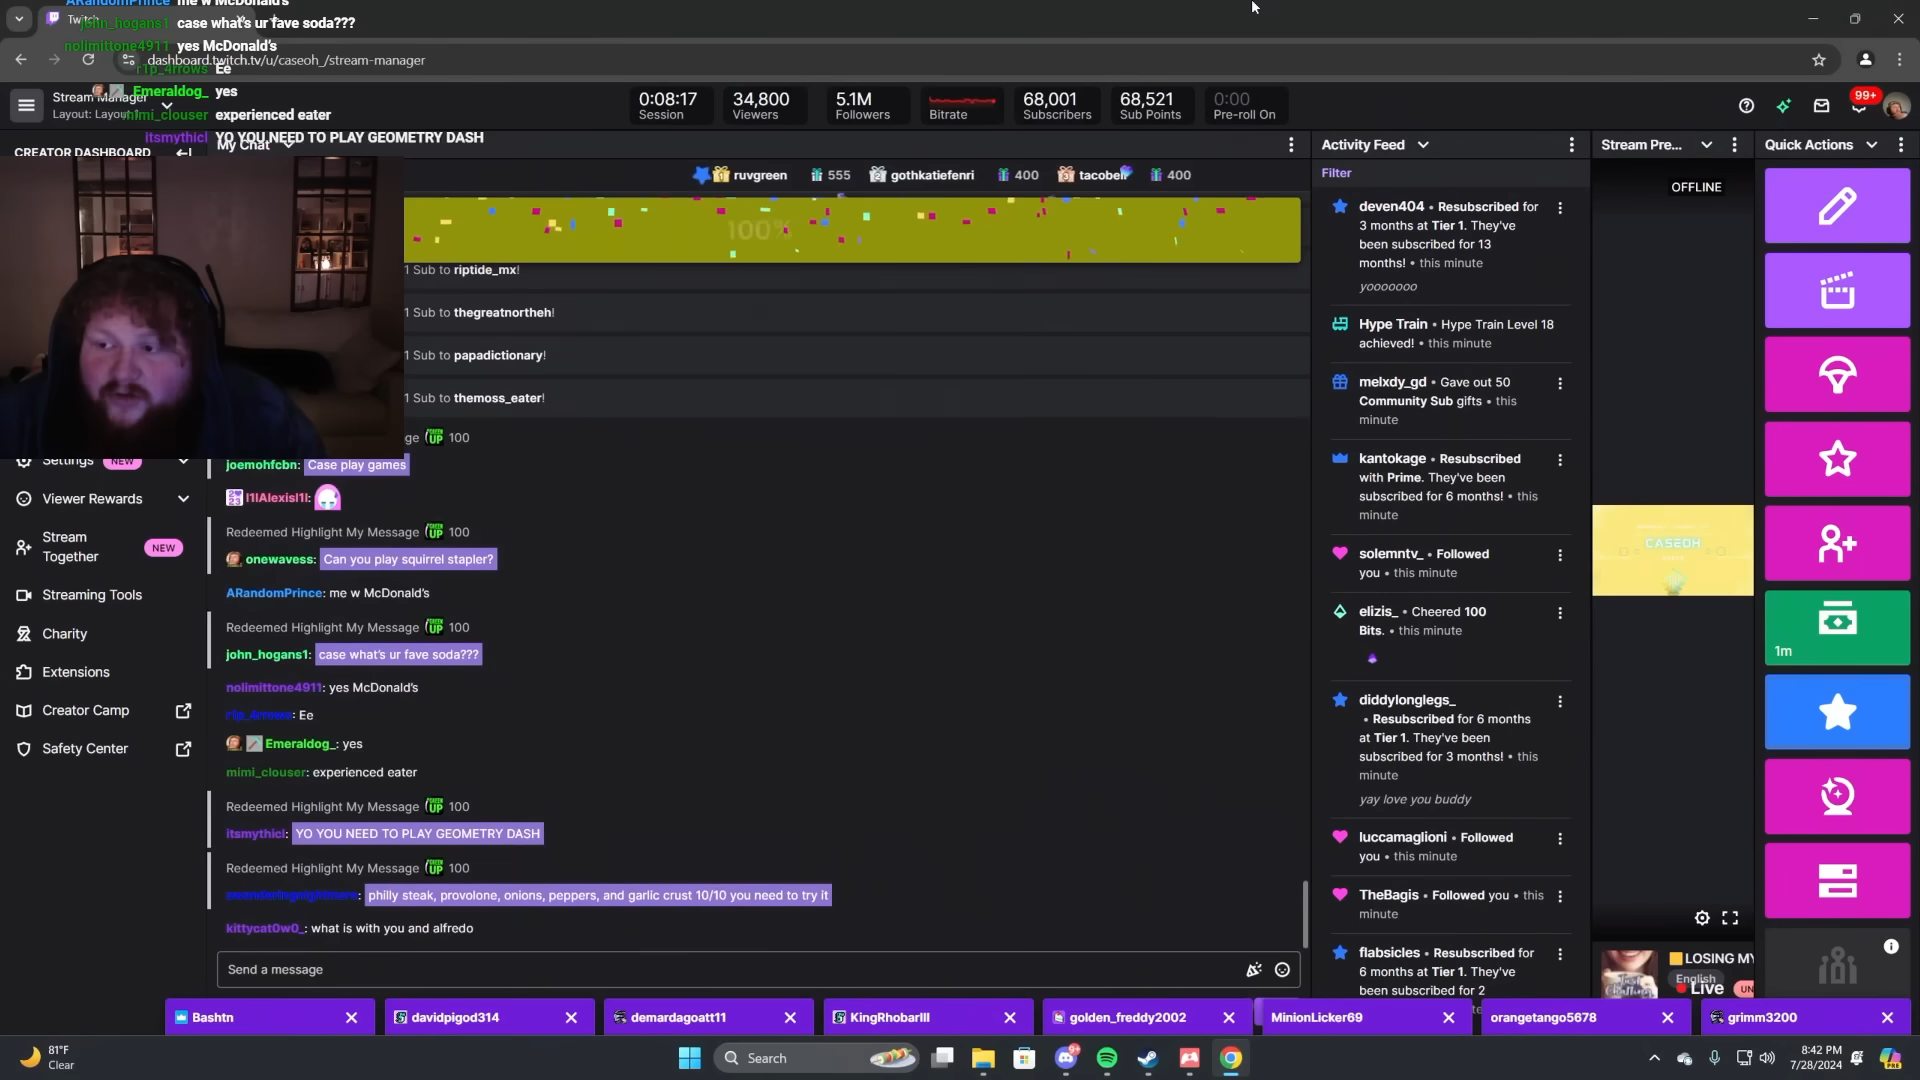 ARandomPrince me w McDonald's
Twitch
john_hogans1 case what's ur fave soda???
nolimittone4911 yes McDonald's
dashboard.twitch.tv/u/caseoh_/stream-manager
r1p_4rrows Ee
Emeraldog_ yes
Stream Manager
Layout: Layout 1
mimi_clouser experienced eater
itsmythicl YO YOU NEED TO PLAY GEOMETRY DASH
0:08:17
Session
34,800
Viewers
5.1M
Followers
Bitrate
68,001
Subscribers
68,521
Sub Points
0:00
Pre-roll On
99+
CREATOR DASHBOARD
My Chat
ruvgreen 555
gothkatiefenri 400
tacobell 400
100%
1 Sub to riptide_mx!
1 Sub to thegreatnortheh!
1 Sub to papadictionary!
1 Sub to themoss_eater!
ge 100
joemohfcbn: Case play games
Redeemed Highlight My Message 100
onewavess: Can you play squirrel stapler?
ARandomPrince: me w McDonald's
Redeemed Highlight My Message 100
john_hogans1: case what's ur fave soda???
nolimittone4911: yes McDonald's
r1p_4rrows: Ee
Emeraldog_: yes
mimi_clouser: experienced eater
Redeemed Highlight My Message 100
itsmythicl: YO YOU NEED TO PLAY GEOMETRY DASH
Redeemed Highlight My Message 100
philly steak, provolone, onions, peppers, and garlic crust 10/10 you need to try it
kittycat0w0_: what is with you and alfredo
Send a message
Settings NEW
Viewer Rewards
Stream
Together NEW
Streaming Tools
Charity
Extensions
Creator Camp
Safety Center
Activity Feed
Filter
deven404 • Resubscribed for
3 months at Tier 1. They've
been subscribed for 13
months! • this minute
yooooooo
Hype Train • Hype Train Level 18
achieved! • this minute
melxdy_gd • Gave out 50
Community Sub gifts • this
minute
kantokage • Resubscribed
with Prime. They've been
subscribed for 6 months! • this
minute
solemntv_ • Followed
you • this minute
elizis_ • Cheered 100
Bits. • this minute
diddylonglegs_
• Resubscribed for 6 months
at Tier 1. They've been
subscribed for 3 months! • this
minute
yay love you buddy
luccamaglioni • Followed
you • this minute
TheBagis • Followed you • this
minute
flabsicles • Resubscribed for
6 months at Tier 1. They've
been subscribed for 2
Stream Pre...
OFFLINE
CASEOH
LOSING MY
English
Live
Quick Actions
1m
Bashtn
davidpigod314
demardagoatt11
KingRhobarIII
golden_freddy2002
MinionLicker69
orangetango5678
grimm3200
81°F
Clear
Search
9+
8:42 PM
7/28/2024
PRE